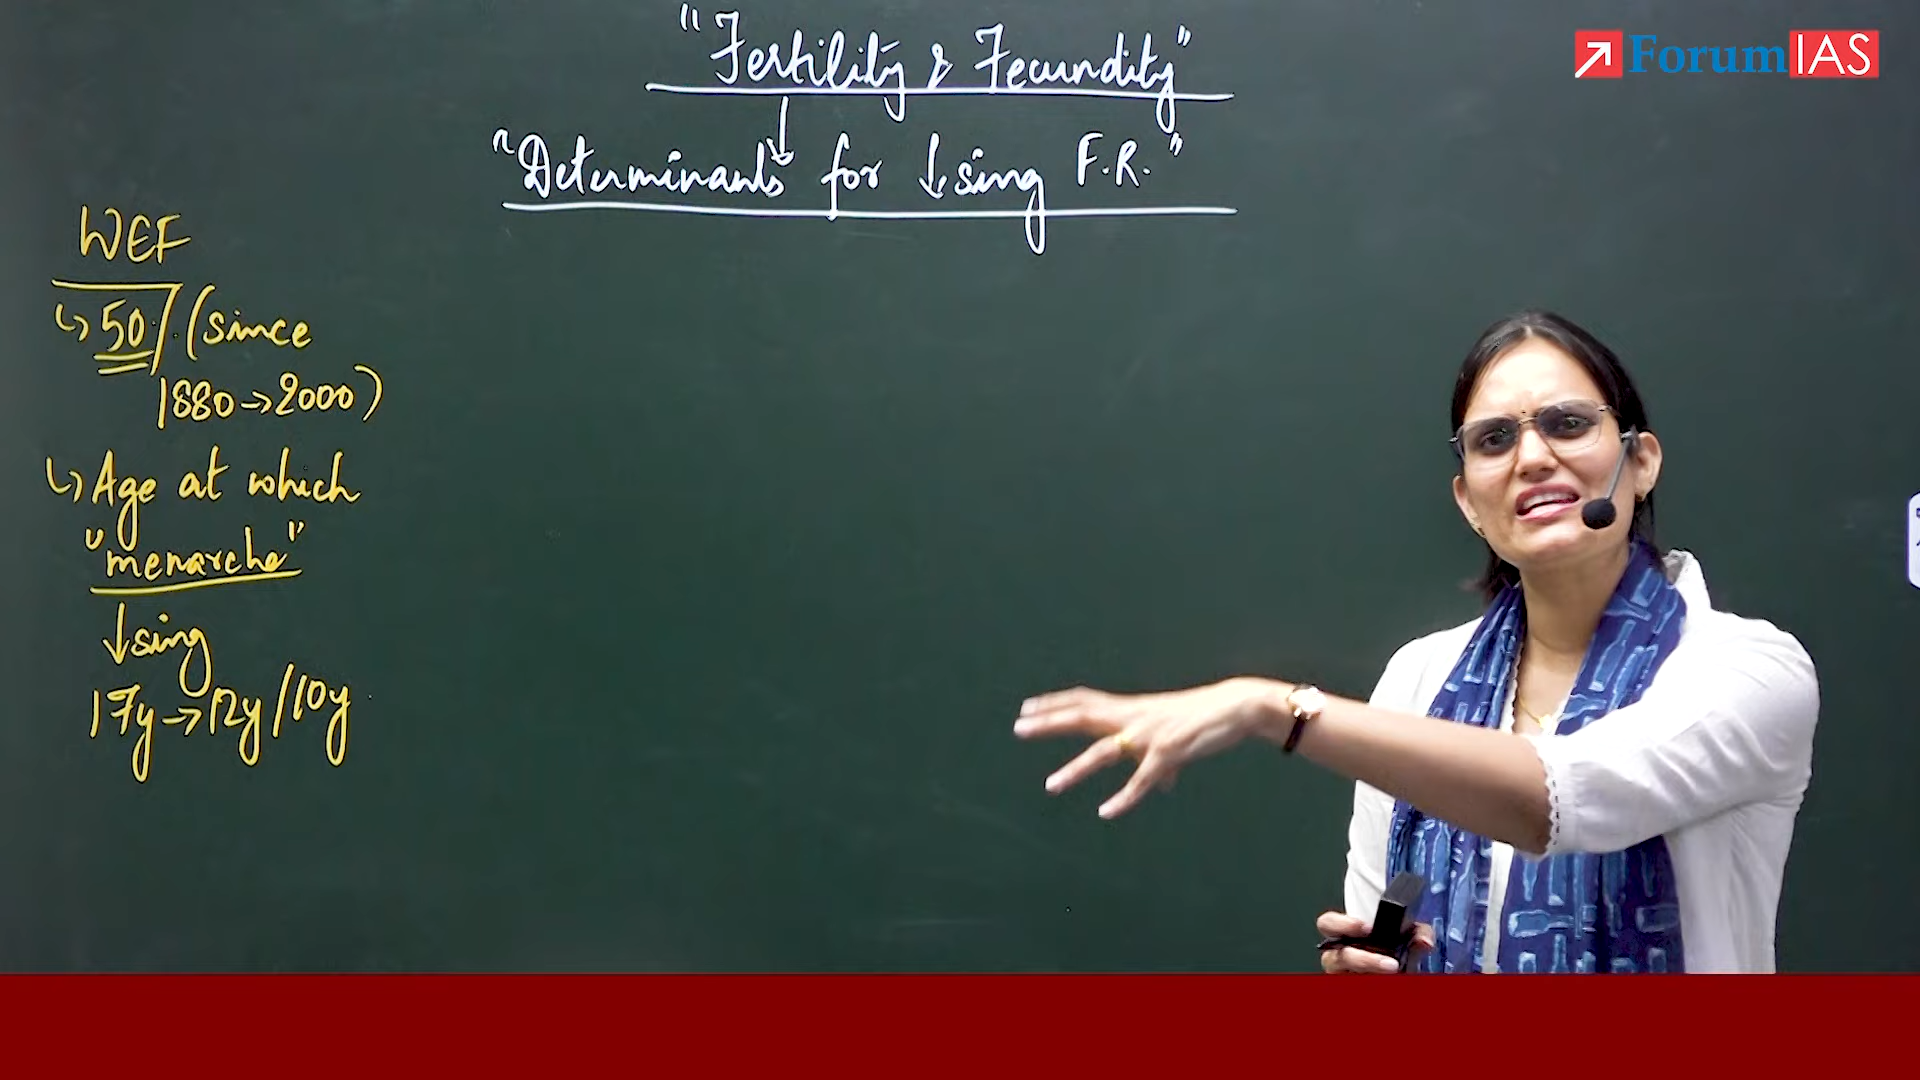 "Fertility & Fecundity"
ForumIAS
↓
"Determinants for ↓sing F.R."
WEF
↳ 50% (since
1880→2000)
↳ Age at which
"menarche"
↓sing
17y→12y/10y